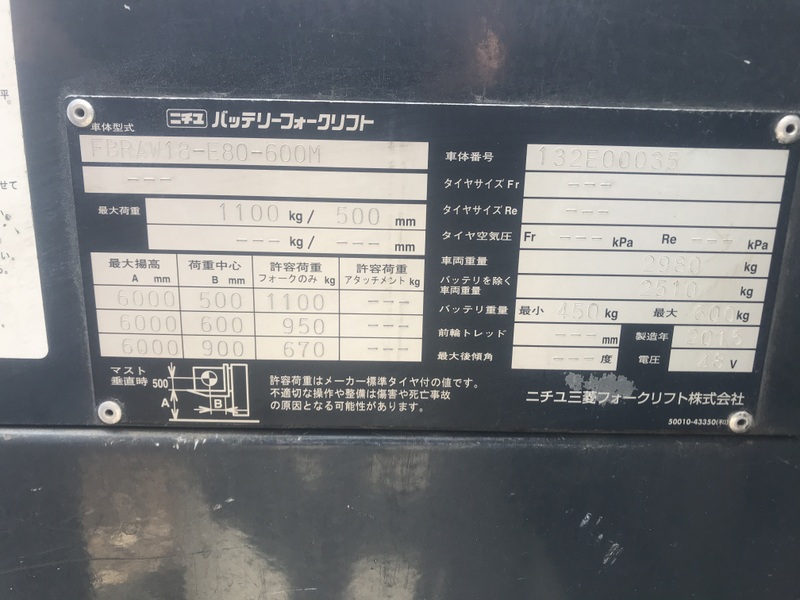 平。
せて
い。
ニチユ バッテリーフォークリフト
車体型式
FBRAW18-E80-600M
---
最大荷重 1100 kg/ 500 mm
--- kg/ --- mm
最大揚高 A mm 荷重中心 B mm 許容荷重 フォークのみ kg 許容荷重 アタッチメント kg
6000 500 1100 ---
6000 600 950 ---
6000 900 670 ---
マスト垂直時 500 A B
許容荷重はメーカー標準タイヤ付の値です。
不適切な操作や整備は傷害や死亡事故
の原因となる可能性があります。
車体番号 132E00035
タイヤサイズ Fr ---
タイヤサイズ Re ---
タイヤ空気圧 Fr --- kPa Re --- kPa
車両重量 2980 kg
バッテリを除く
車両重量 2510 kg
バッテリ重量 最小 450 kg 最大 600 kg
前輪トレッド --- mm 製造年
最大後傾角 --- 度 電圧 48 V
ニチユ三菱フォークリフト株式会社
50010-43350(和)